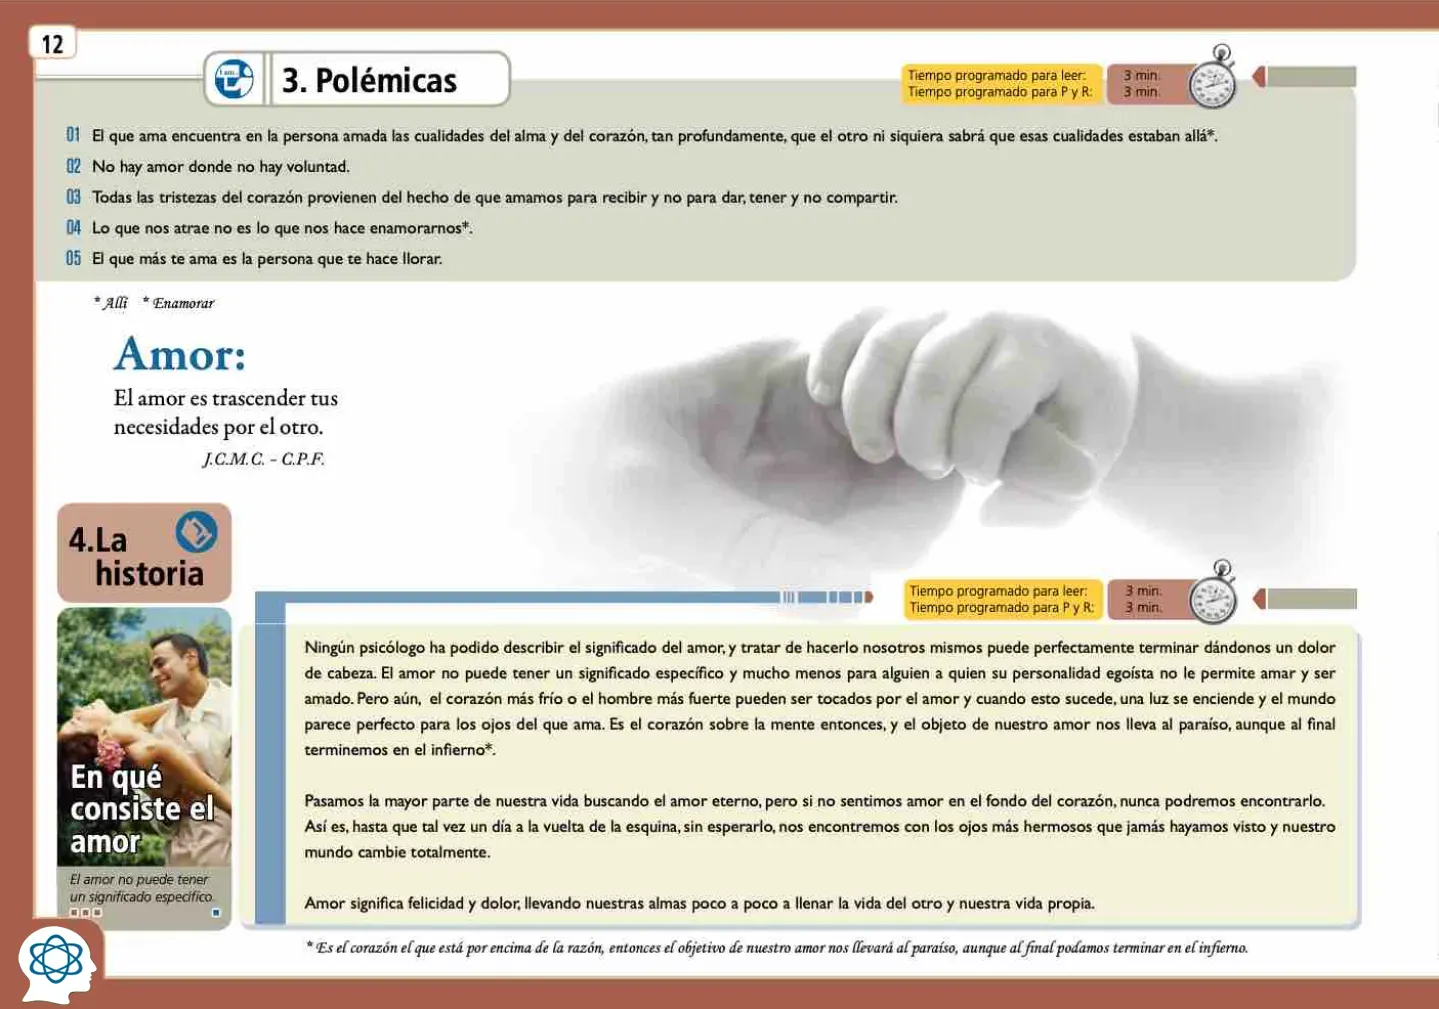 12
3. Polémicas
Tiempo programado para leer: 3 min.
Tiempo programado para P y R: 3 min.
01 El que ama encuentra en la persona amada las cualidades del alma y del corazón, tan profundamente, que el otro ni siquiera sabrá que esas cualidades estaban allá*.
02 No hay amor donde no hay voluntad.
03 Todas las tristezas del corazón provienen del hecho de que amamos para recibir y no para dar, tener y no compartir.
04 Lo que nos atrae no es lo que nos hace enamorarnos*.
05 El que más te ama es la persona que te hace llorar.
* Allí * Enamorar
Amor:
El amor es trascender tus
necesidades por el otro.
J.C.M.C. - C.P.F.
4. La
historia
Tiempo programado para leer: 3 min.
Tiempo programado para P y R: 3 min.
En qué
consiste el
amor
El amor no puede tener
un significado específico.
Ningún psicólogo ha podido describir el significado del amor, y tratar de hacerlo nosotros mismos puede perfectamente terminar dándonos un dolor
de cabeza. El amor no puede tener un significado específico y mucho menos para alguien a quien su personalidad egoísta no le permite amar y ser
amado. Pero aún, el corazón más frío o el hombre más fuerte pueden ser tocados por el amor y cuando esto sucede, una luz se enciende y el mundo
parece perfecto para los ojos del que ama. Es el corazón sobre la mente entonces, y el objeto de nuestro amor nos lleva al paraíso, aunque al final
terminemos en el infierno*.
Pasamos la mayor parte de nuestra vida buscando el amor eterno, pero si no sentimos amor en el fondo del corazón, nunca podremos encontrarlo.
Así es, hasta que tal vez un día a la vuelta de la esquina, sin esperarlo, nos encontremos con los ojos más hermosos que jamás hayamos visto y nuestro
mundo cambie totalmente.
Amor significa felicidad y dolor, llevando nuestras almas poco a poco a llenar la vida del otro y nuestra vida propia.
* Es el corazón el que está por encima de la razón, entonces el objetivo de nuestro amor nos llevará al paraíso, aunque al final podamos terminar en el infierno.